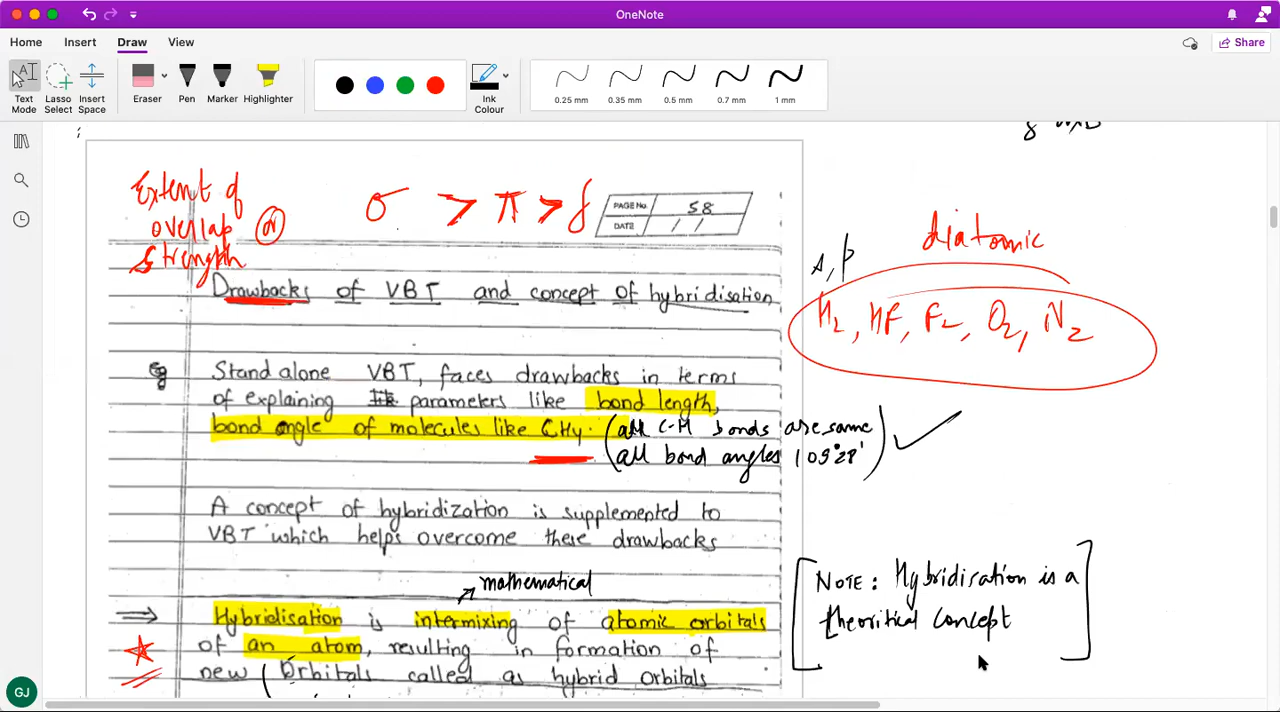 OneNote
Home Insert Draw View
Share
Text Mode
Lasso Select
Insert Space
Eraser
Pen
Marker
Highlighter
Ink Colour
0.25 mm
0.35 mm
0.5 mm
0.7 mm
1 mm
Extent of
overlap or
strength
σ > π > δ
PAGE No. 58
DATE / /
diatomic
s, p
H2, HF, F2, O2, N2
Drawbacks of VBT and concept of hybridisation
Eg Stand alone VBT, faces drawbacks in terms
of explaining parameters like bond length,
bond angle of molecules like CH4. (all C-H bonds are same
all bond angles 109°28')
A concept of hybridization is supplemented to
VBT which helps overcome these drawbacks
mathematical
⇒ Hybridisation is intermixing of atomic orbitals
of an atom, resulting in formation of
new (orbitals called as hybrid orbitals
[NOTE: Hybridisation is a
theoritical concept]
GJ